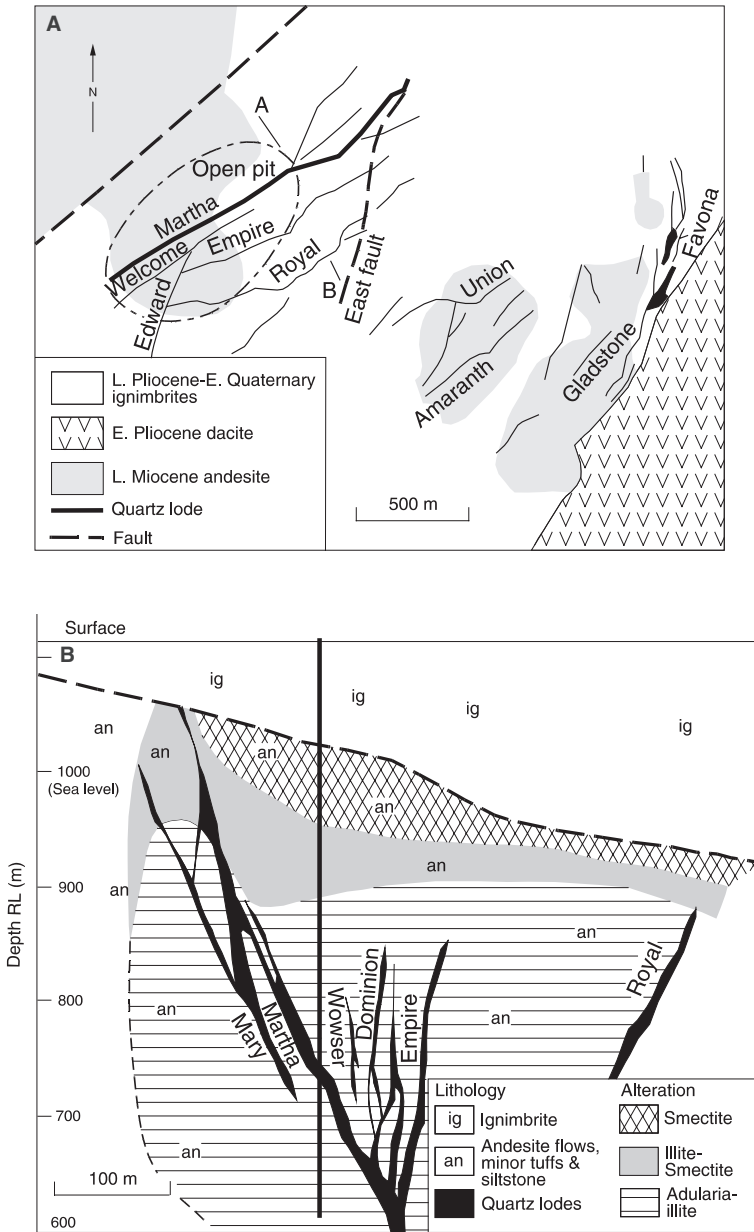 A
N
A
Open pit
Martha
Welcome
Empire
Royal
Edward
B
East fault
Union
Amaranth
Gladstone
Favona
L. Pliocene-E. Quaternary
ignimbrites
E. Pliocene dacite
L. Miocene andesite
Quartz lode
Fault
500 m
Surface
B
ig
ig
ig
ig
an
an
an
an
an
an
an
an
an
an
1000
(Sea level)
900
800
700
600
Depth RL (m)
Mary
Martha
Wowser
Dominion
Empire
Royal
100 m
Lithology
ig Ignimbrite
an Andesite flows,
minor tuffs &
siltstone
Quartz lodes
Alteration
Smectite
Illite-
Smectite
Adularia-
illite